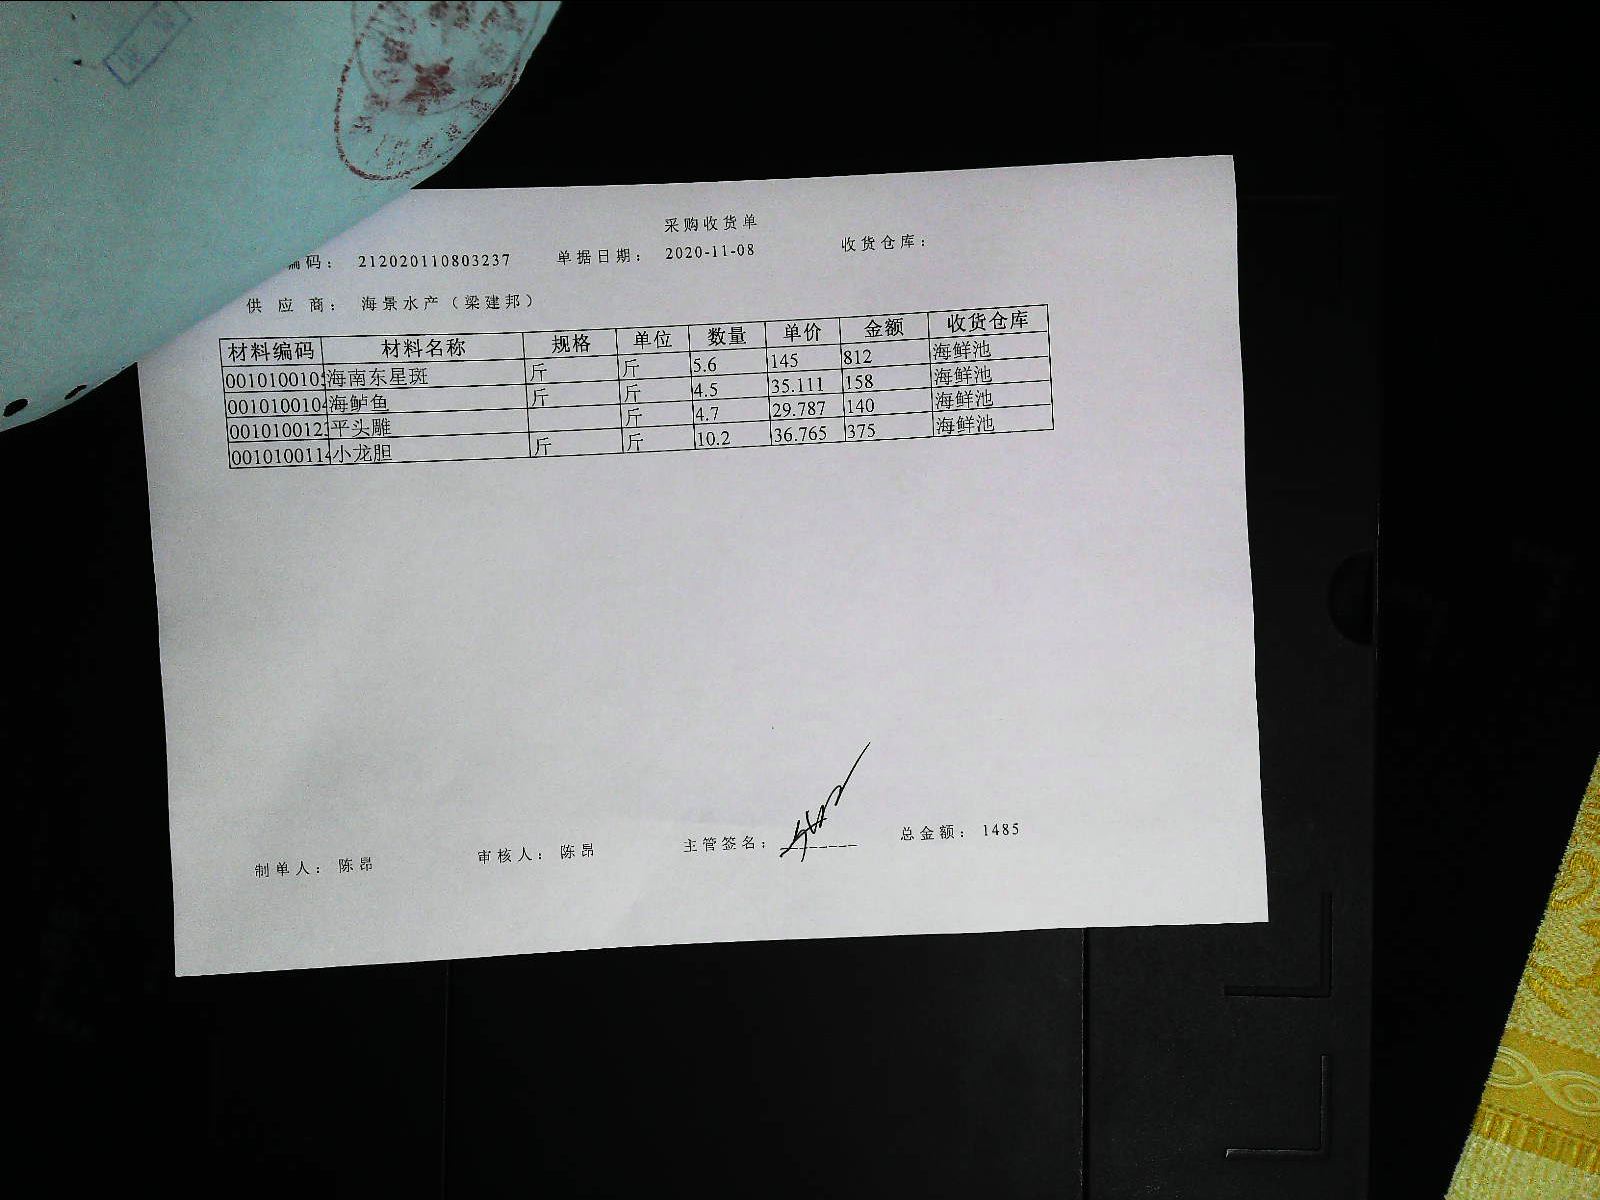 采购收货单
编码： 212020110803237 单据日期： 2020-11-08 收货仓库：
供 应 商： 海景水产（梁建邦）
材料编码 材料名称 规格 单位 数量 单价 金额 收货仓库
0010100105 海南东星斑 斤 斤 5.6 145 812 海鲜池
0010100104 海鲈鱼 斤 斤 4.5 35.111 158 海鲜池
001010012 平头雕 斤 4.7 29.787 140 海鲜池
0010100114 小龙胆 斤 斤 10.2 36.765 375 海鲜池
制单人： 陈昂 审核人： 陈昂 主管签名： 总金额： 1485